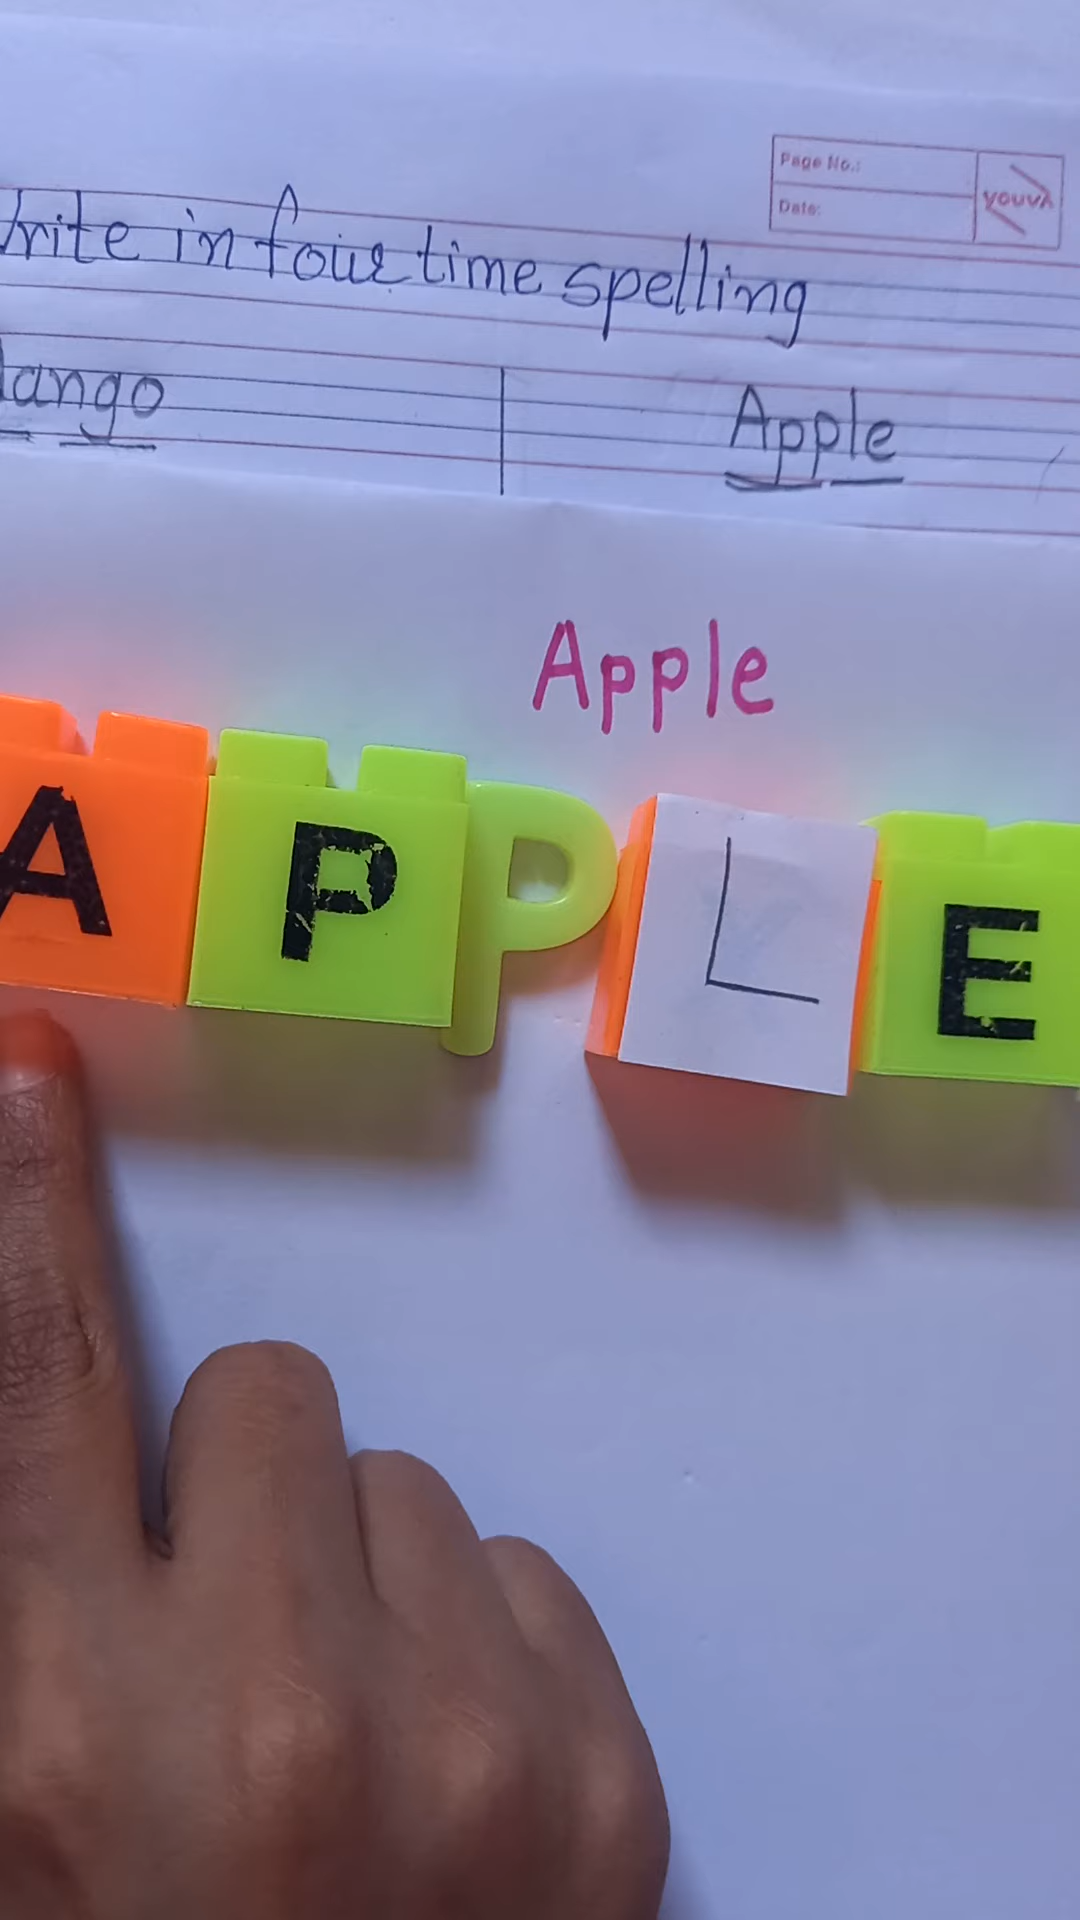 Page No.:
Date:
youva
rite in four time spelling
ango
Apple
Apple
A P P L E